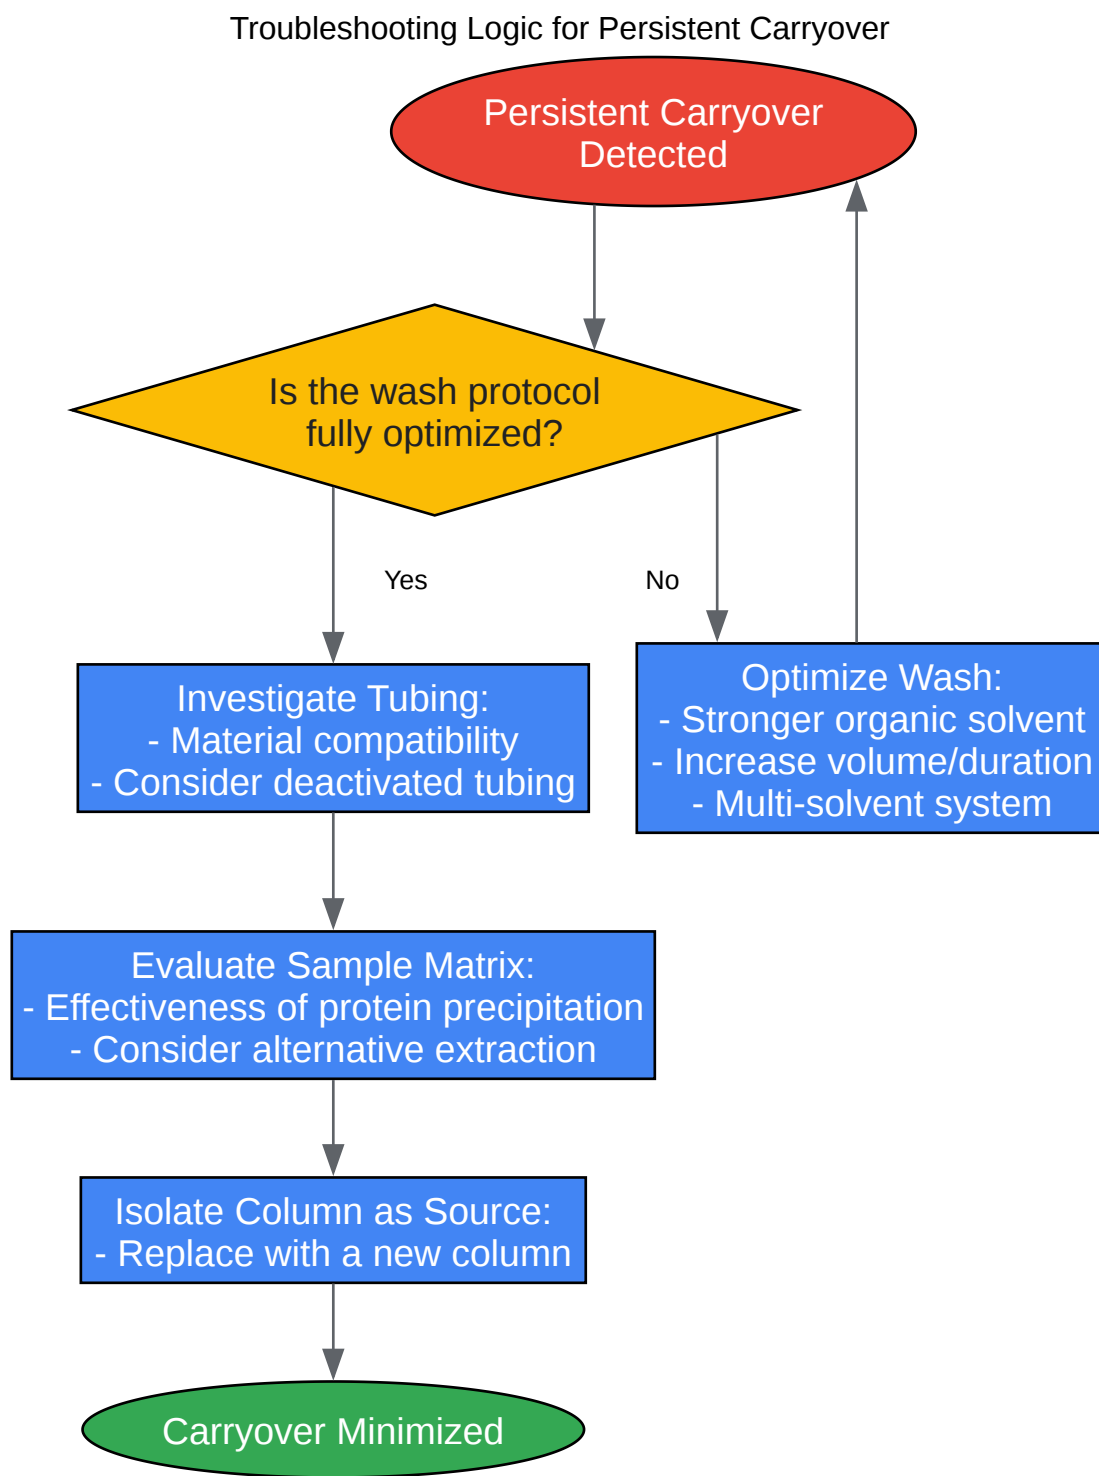 Troubleshooting Logic for Persistent Carryover
Persistent Carryover
Detected
Is the wash protocol
fully optimized?
Yes
No
Investigate Tubing:
- Material compatibility
- Consider deactivated tubing
Optimize Wash:
- Stronger organic solvent
- Increase volume/duration
- Multi-solvent system
Evaluate Sample Matrix:
- Effectiveness of protein precipitation
- Consider alternative extraction
Isolate Column as Source:
- Replace with a new column
Carryover Minimized